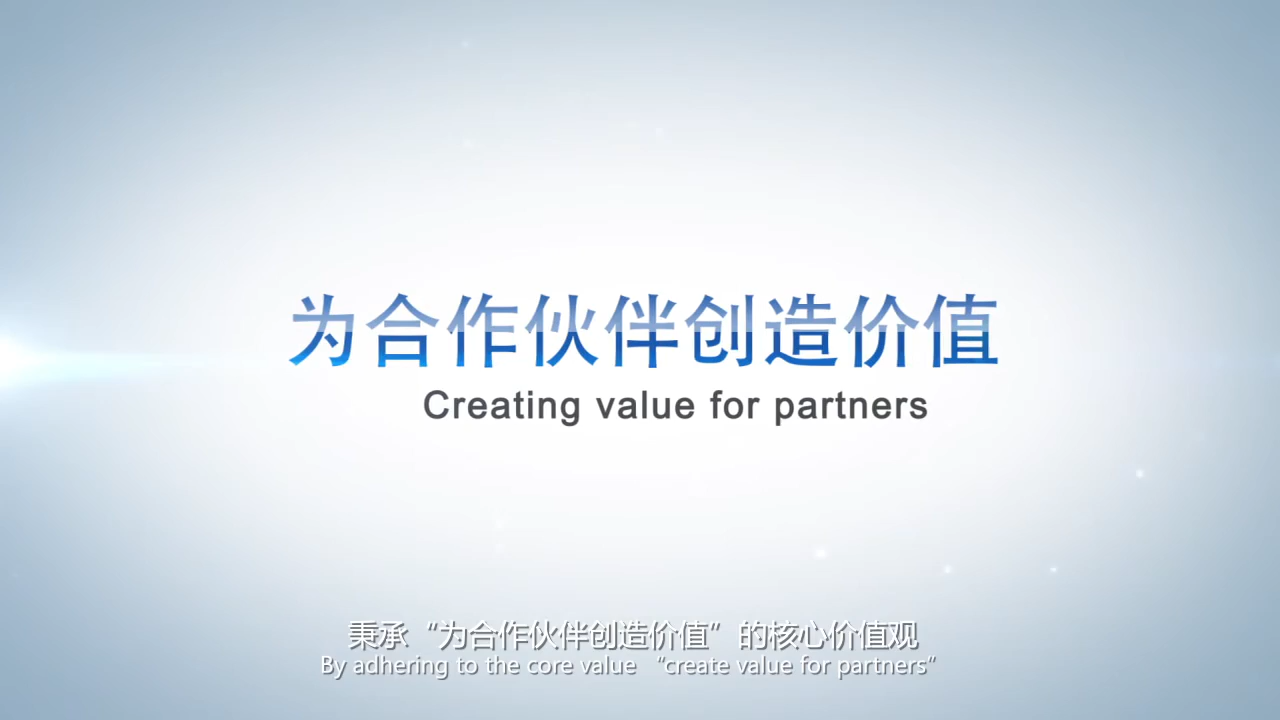 为合作伙伴创造价值
Creating value for partners
秉承“为合作伙伴创造价值”的核心价值观
By adhering to the core value “create value for partners”